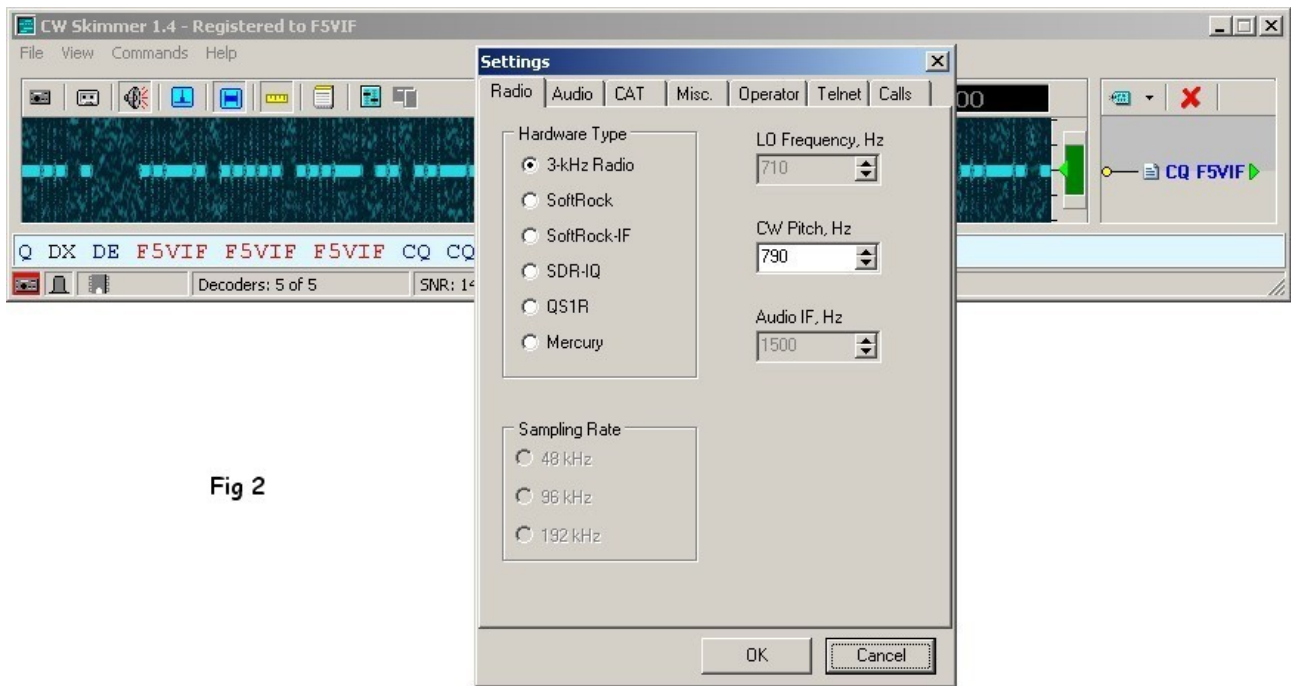 CW Skimmer 1.4 - Registered to F5VIF
File View Commands Help
00
CQ F5VIF
Q DX DE F5VIF F5VIF F5VIF CQ CQ
Decoders: 5 of 5
SNR: 14
Settings
Radio Audio CAT Misc. Operator Telnet Calls
Hardware Type
3-kHz Radio
SoftRock
SoftRock-IF
SDR-IQ
QS1R
Mercury
LO Frequency, Hz
710
CW Pitch, Hz
790
Audio IF, Hz
1500
Sampling Rate
48 kHz
96 kHz
192 kHz
OK Cancel
Fig 2